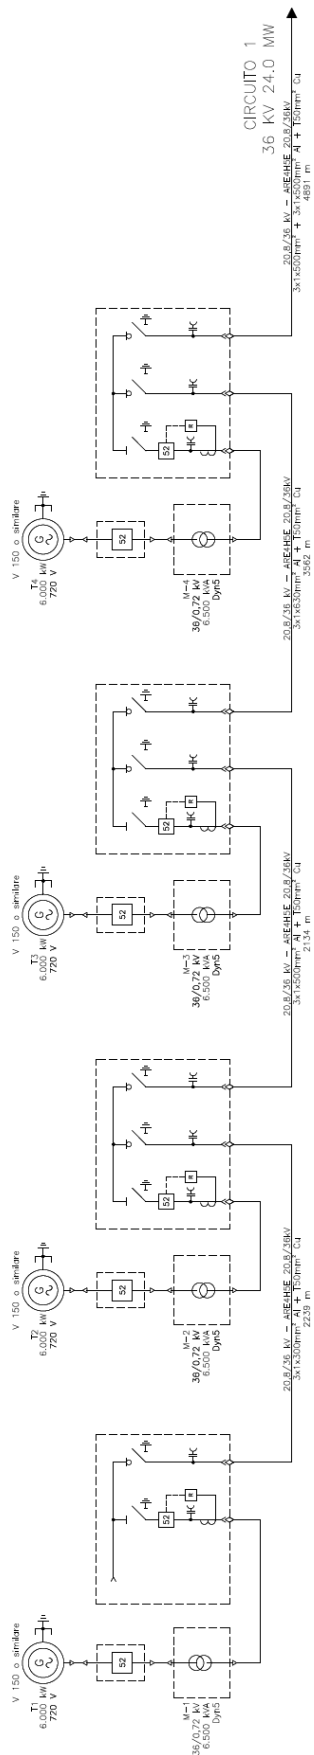 V 150 o similare
T1
6.000 kW
720 V
G
52
M-1
36/0,72 kV
6.500 kVA
Dyn5
52
R
20.8/36 kV – ARE4H5E 20.8/36kV
3x1x300mm² Al + T50mm² Cu
2239 m
V 150 o similare
T2
6.000 kW
720 V
G
52
M-2
36/0,72 kV
6.500 kVA
Dyn5
52
R
20.8/36 kV – ARE4H5E 20.8/36kV
3x1x500mm² Al + T50mm² Cu
2134 m
V 150 o similare
T3
6.000 kW
720 V
G
52
M-3
36/0,72 kV
6.500 kVA
Dyn5
52
R
20.8/36 kV – ARE4H5E 20.8/36kV
3x1x630mm² Al + T50mm² Cu
3562 m
V 150 o similare
T4
6.000 kW
720 V
G
52
M-4
36/0,72 kV
6.500 kVA
Dyn5
52
R
20.8/36 kV – ARE4H5E 20.8/36kV
3x1x500mm² + 3x1x500mm² Al + T50mm² Cu
4891 m
CIRCUITO 1
36 KV 24.0 MW